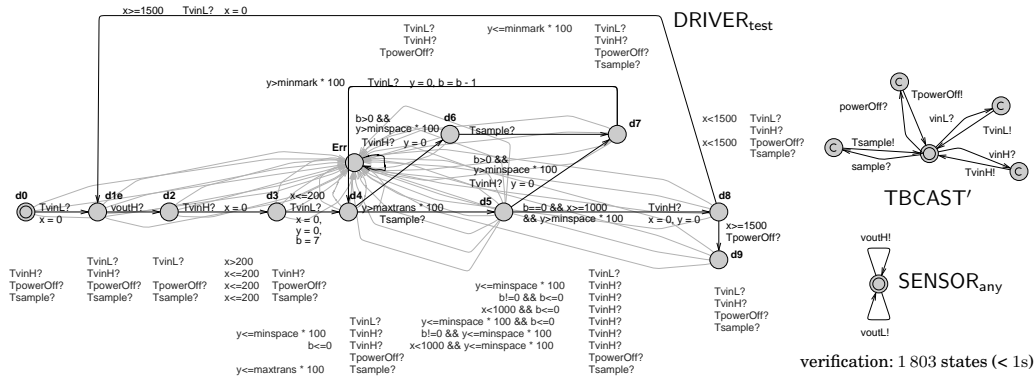 x>=1500 TvinL? x = 0
DRIVERtest
TvinL?
TvinH?
TpowerOff?
y<=minmark * 100 TvinL?
TvinH?
TpowerOff?
Tsample?
y>minmark * 100 TvinL? y = 0, b = b - 1
b>0 &&
y>minspace * 100
TvinH? y = 0
d6
Tsample?
d7
Err
x<1500 TvinL?
TvinH?
x<1500 TpowerOff?
Tsample?
b>0 &&
y>minspace * 100
TvinH? y = 0
d0
TvinL?
x = 0
d1e
voutH?
d2
TvinH? x = 0
d3
x<=200
TvinL?
x = 0,
y = 0,
b = 7
d4
y>maxtrans * 100
Tsample?
d5
b==0 && x>=1000 TvinH?
&& y>minspace * 100 x = 0, y = 0
d8
x>=1500
TpowerOff?
d9
TvinH?
TpowerOff?
Tsample?
TvinL?
TvinH?
TpowerOff?
Tsample?
TvinL?
TpowerOff?
Tsample?
x>200
x<=200 TvinH?
x<=200 TpowerOff?
x<=200 Tsample?
TvinL?
y<=minspace * 100 TvinH?
b<=0 TvinH?
TpowerOff?
y<=maxtrans * 100 Tsample?
TvinL?
y<=minspace * 100 TvinH?
b!=0 && b<=0 TvinH?
x<1000 && b<=0 TvinH?
y<=minspace * 100 && b<=0 TvinH?
b!=0 && y<=minspace * 100 TvinH?
x<1000 && y<=minspace * 100 TvinH?
TpowerOff?
Tsample?
TvinL?
TvinH?
TpowerOff?
Tsample?
C
TpowerOff!
powerOff?
C
vinL?
TvinL!
C
Tsample!
sample?
vinH?
TvinH!
C
TBCAST′
voutH!
SENSORany
voutL!
verification: 1 803 states (< 1s)